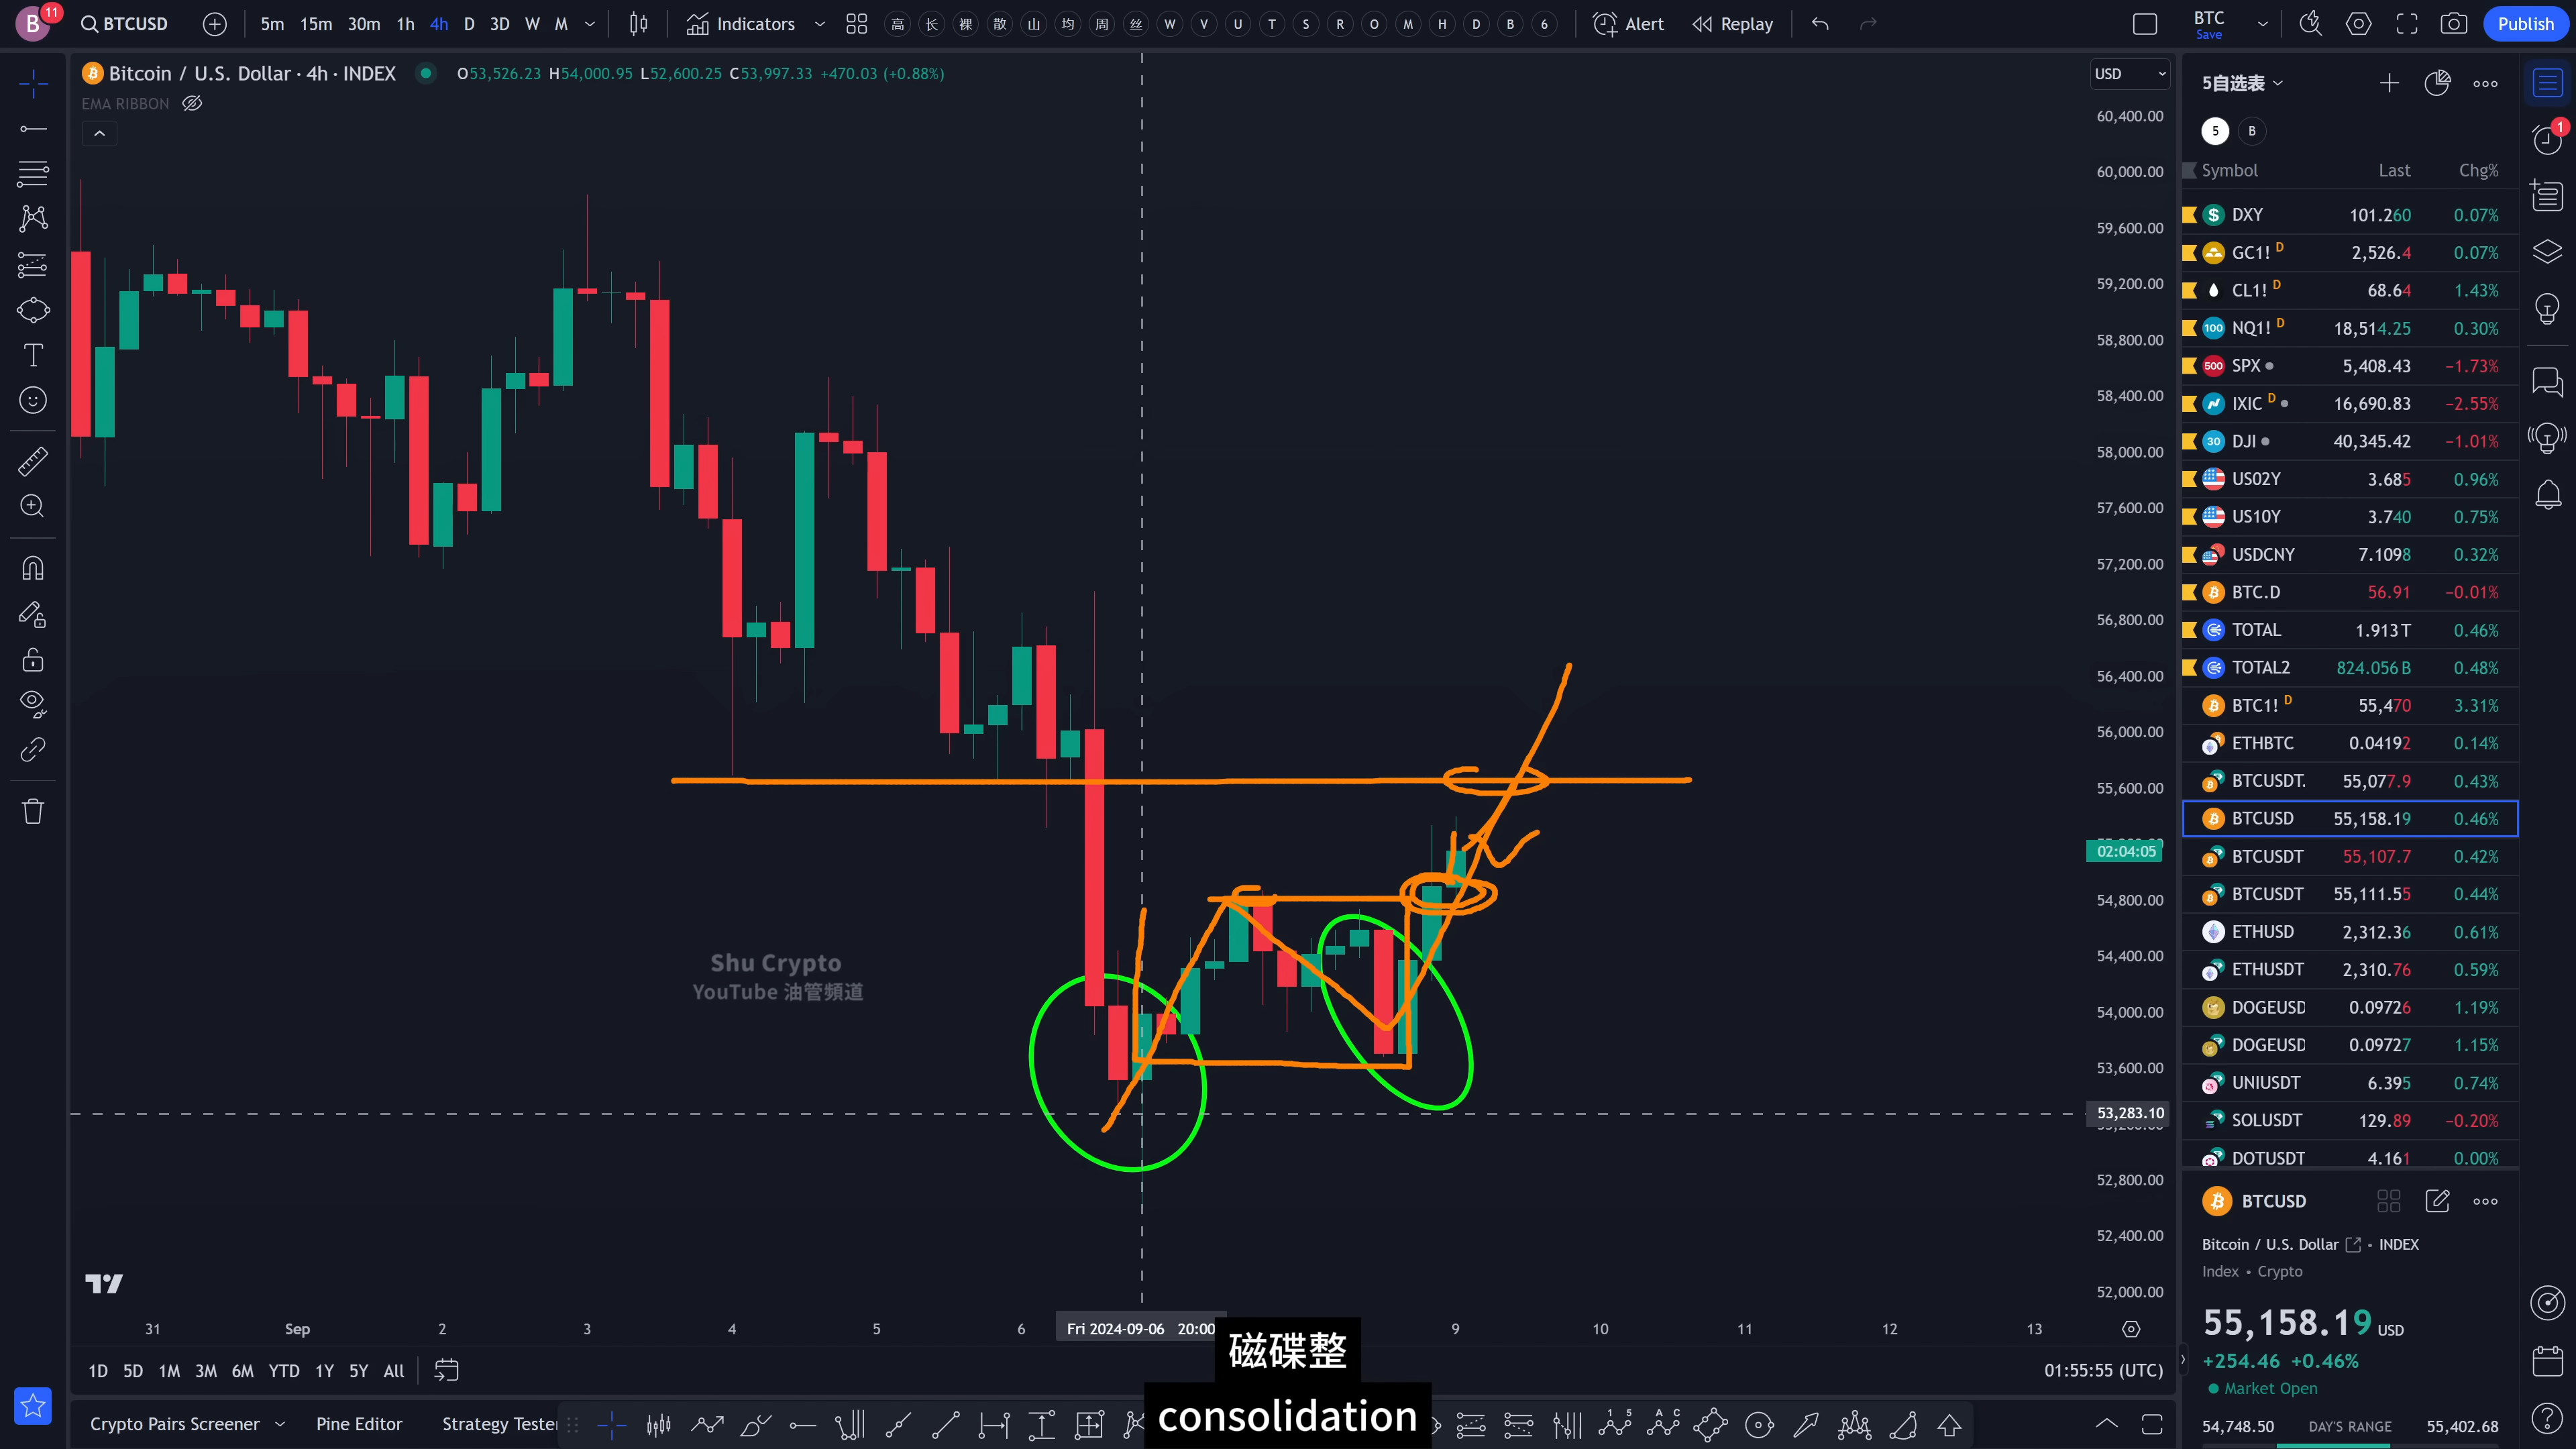 B 11 BTCUSD 5m 15m 30m 1h 4h D 3D W M Indicators 高 长 裸 散 山 均 周 丝 W V U T S R O M H D B 6 Alert Replay BTC Save Publish
Bitcoin / U.S. Dollar · 4h · INDEX O53,526.23 H54,000.95 L52,600.25 C53,997.33 +470.03 (+0.88%)
EMA RIBBON
USD
60,400.00
60,000.00
59,600.00
59,200.00
58,800.00
58,400.00
58,000.00
57,600.00
57,200.00
56,800.00
56,400.00
56,000.00
55,600.00
02:04:05
54,800.00
54,400.00
54,000.00
53,600.00
53,283.10
52,800.00
52,400.00
52,000.00
Shu Crypto
YouTube 油管頻道
31 Sep 2 3 4 5 6 Fri 2024-09-06 20:00 9 10 11 12 13
磁碟整
consolidation
1D 5D 1M 3M 6M YTD 1Y 5Y All
01:55:55 (UTC)
Crypto Pairs Screener Pine Editor Strategy Tester
5自选表
5 B
Symbol Last Chg%
DXY 101.260 0.07%
GC1! D 2,526.4 0.07%
CL1! D 68.64 1.43%
100 NQ1! D 18,514.25 0.30%
500 SPX 5,408.43 −1.73%
IXIC D 16,690.83 −2.55%
30 DJI 40,345.42 −1.01%
US02Y 3.685 0.96%
US10Y 3.740 0.75%
USDCNY 7.1098 0.32%
BTC.D 56.91 −0.01%
TOTAL 1.913T 0.46%
TOTAL2 824.056B 0.48%
BTC1! D 55,470 3.31%
ETHBTC 0.04192 0.14%
BTCUSDT. 55,077.9 0.43%
BTCUSD 55,158.19 0.46%
BTCUSDT 55,107.7 0.42%
BTCUSDT 55,111.55 0.44%
ETHUSD 2,312.36 0.61%
ETHUSDT 2,310.76 0.59%
DOGEUSD 0.09726 1.19%
DOGEUSD 0.09727 1.15%
UNIUSDT 6.395 0.74%
SOLUSDT 129.89 −0.20%
DOTUSDT 4.161 0.00%
BTCUSD
Bitcoin / U.S. Dollar • INDEX
Index • Crypto
55,158.19 USD
+254.46 +0.46%
Market Open
54,748.50 DAY'S RANGE 55,402.68
1